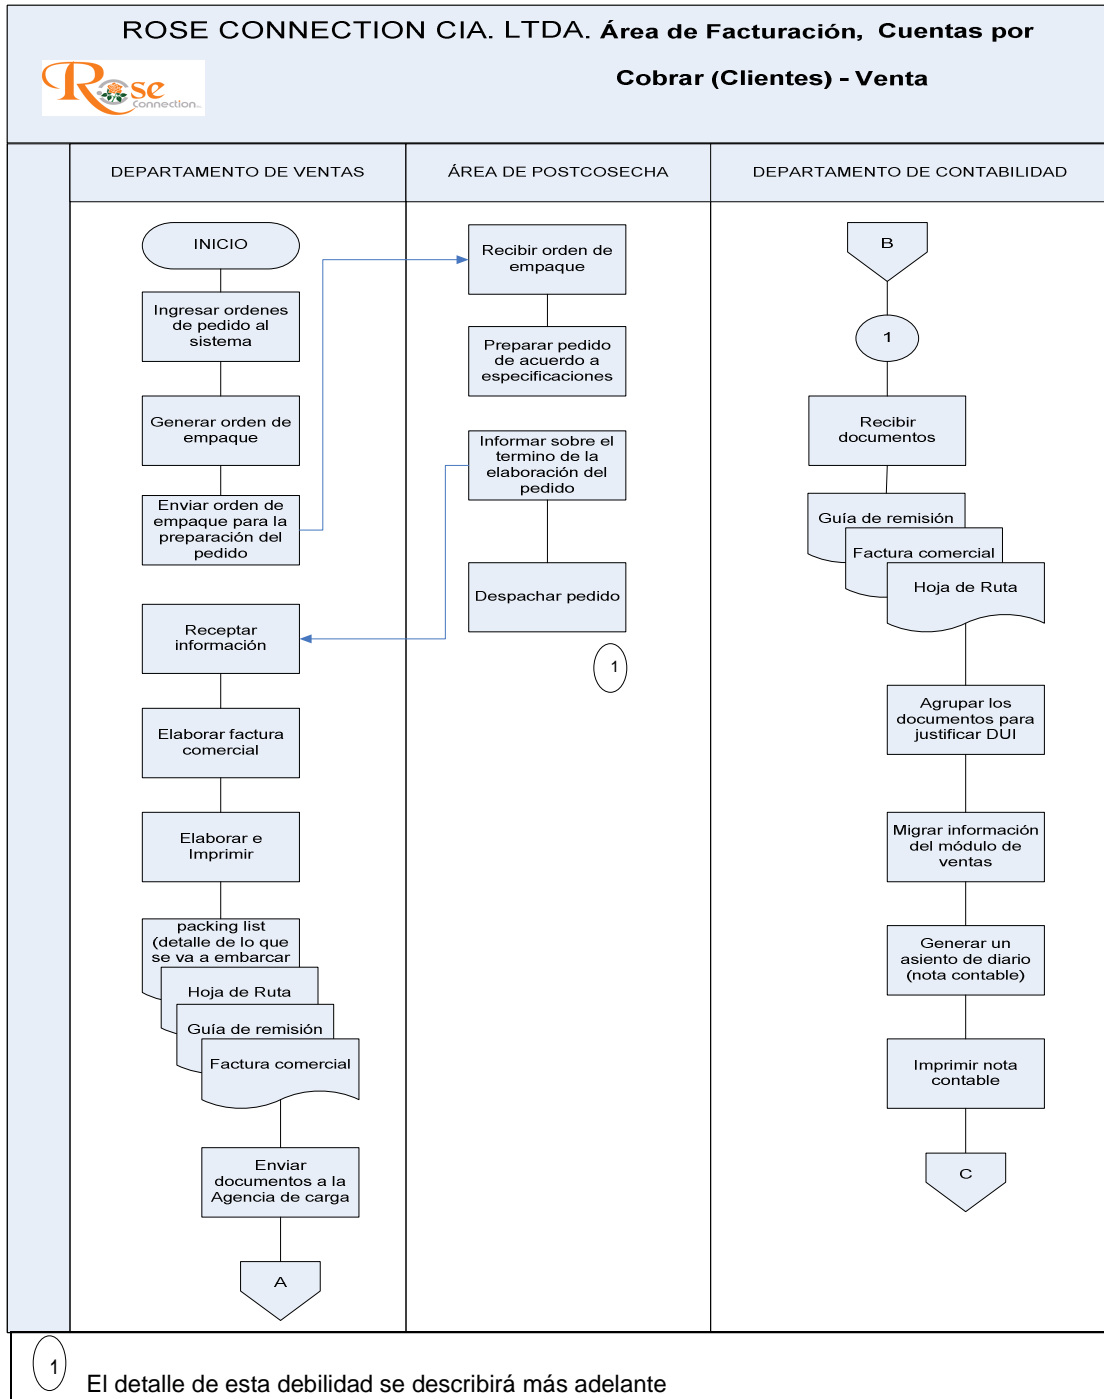 ROSE CONNECTION CIA. LTDA. Área de Facturación, Cuentas por
Cobrar (Clientes) - Venta
Rose
Connection
DEPARTAMENTO DE VENTAS
ÁREA DE POSTCOSECHA
DEPARTAMENTO DE CONTABILIDAD
INICIO
Ingresar ordenes
de pedido al
sistema
Generar orden de
empaque
Enviar orden de
empaque para la
preparación del
pedido
Receptar
información
Elaborar factura
comercial
Elaborar e
Imprimir
packing list
(detalle de lo que
se va a embarcar
Hoja de Ruta
Guía de remisión
Factura comercial
Enviar
documentos a la
Agencia de carga
A
Recibir orden de
empaque
Preparar pedido
de acuerdo a
especificaciones
Informar sobre el
termino de la
elaboración del
pedido
Despachar pedido
1
B
1
Recibir
documentos
Guía de remisión
Factura comercial
Hoja de Ruta
Agrupar los
documentos para
justificar DUI
Migrar información
del módulo de
ventas
Generar un
asiento de diario
(nota contable)
Imprimir nota
contable
C
1
El detalle de esta debilidad se describirá más adelante